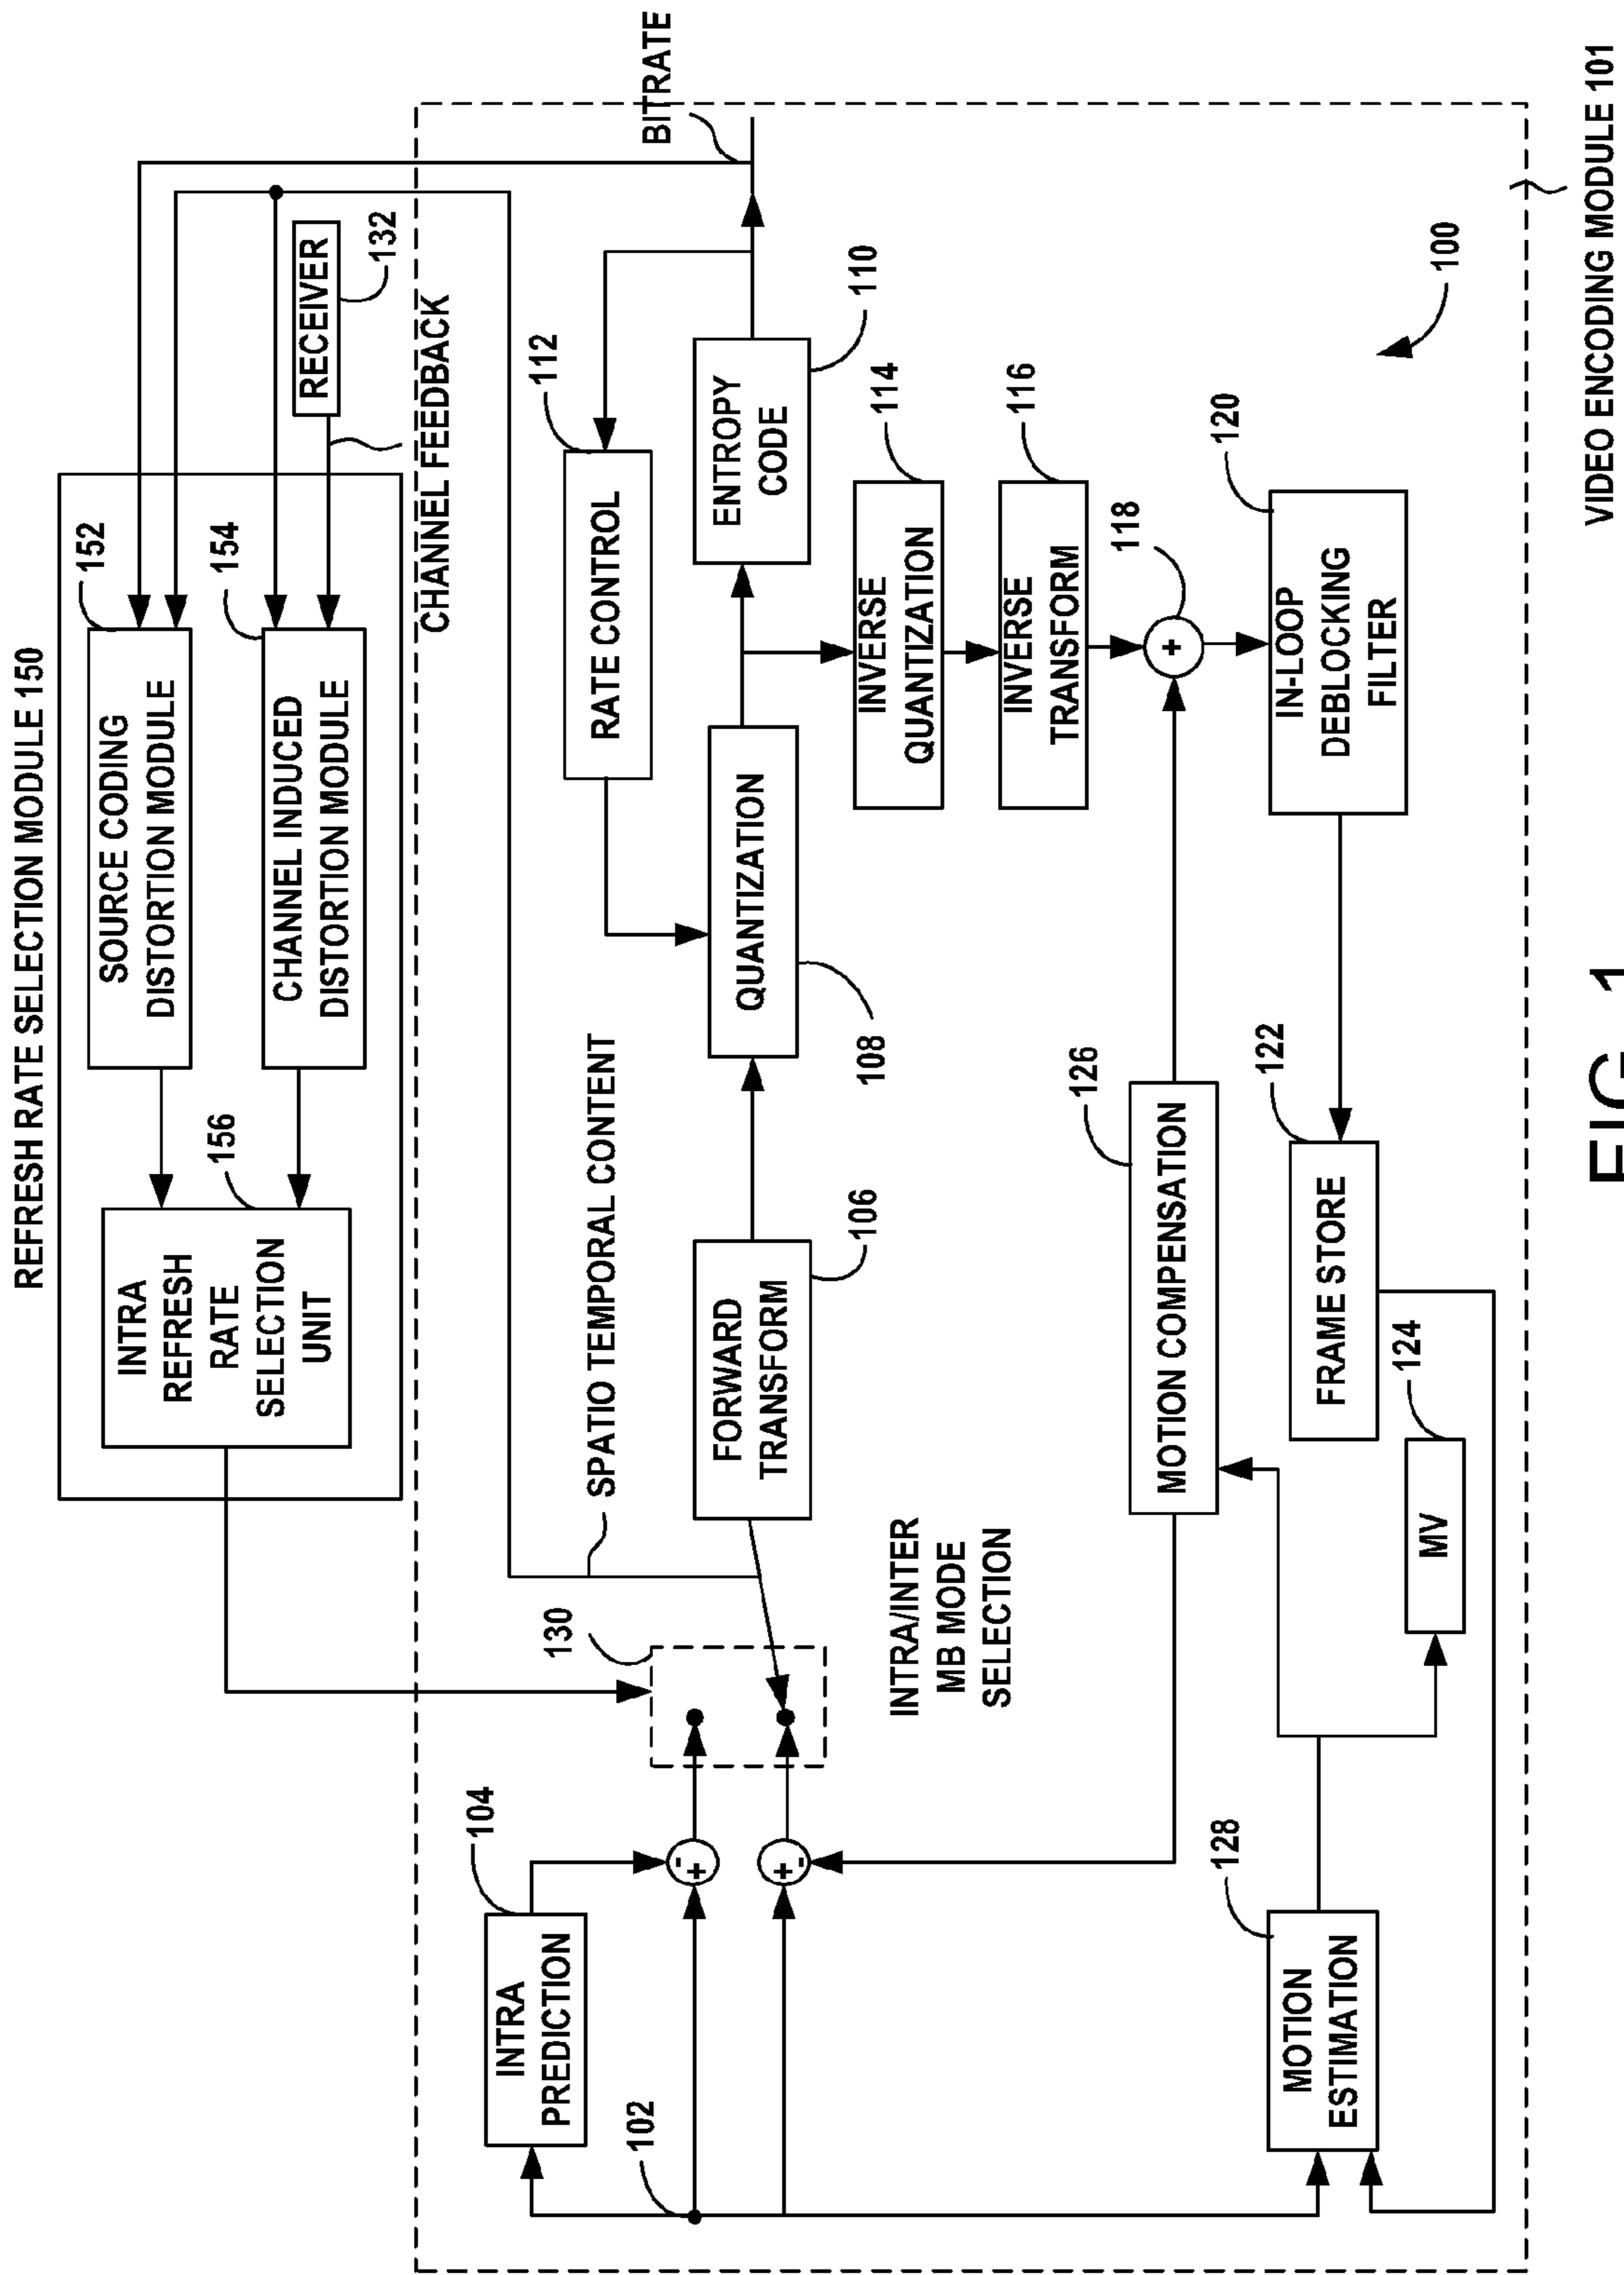 REFRESH RATE SELECTION MODULE 150
INTRA
REFRESH
RATE
SELECTION
UNIT
156
SOURCE CODING
DISTORTION MODULE
152
CHANNEL INDUCED
DISTORTION MODULE
154
RECEIVER
132
CHANNEL FEEDBACK
BITRATE
SPATIO TEMPORAL CONTENT
RATE CONTROL
112
102
INTRA
PREDICTION
104
-
+
+
-
130
INTRA/INTER
MB MODE
SELECTION
FORWARD
TRANSFORM
106
QUANTIZATION
108
ENTROPY
CODE
110
INVERSE
QUANTIZATION
114
INVERSE
TRANSFORM
116
+
118
MOTION COMPENSATION
126
IN-LOOP
DEBLOCKING
FILTER
120
FRAME STORE
122
MV
124
MOTION
ESTIMATION
128
100
VIDEO ENCODING MODULE 101
FIG. 1